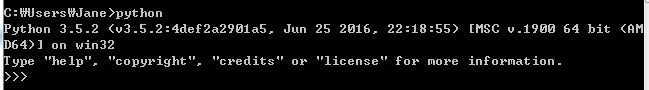 C:₩Users₩Jane>python
Python 3.5.2 (v3.5.2:4def2a2901a5, Jun 25 2016, 22:18:55) [MSC v.1900 64 bit (AM
D64)] on win32
Type "help", "copyright", "credits" or "license" for more information.
>>>